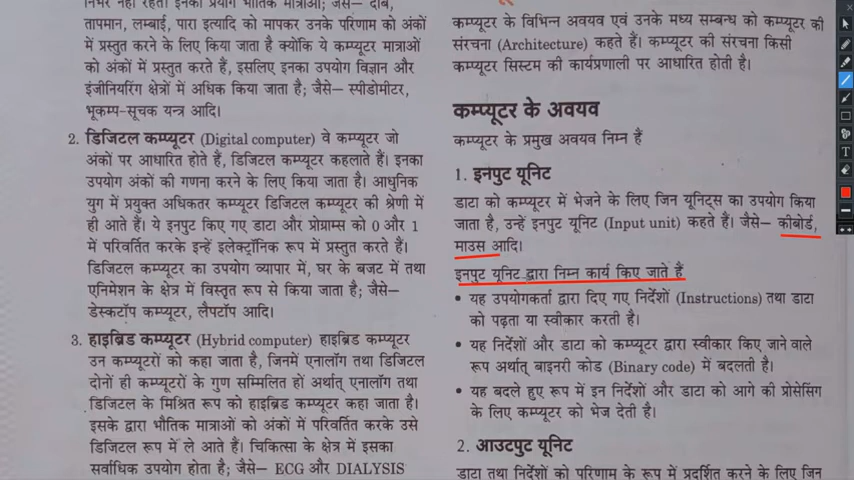 निर्भर नहीं रहता। इनका प्रयोग भौतिक मात्राओं; जैसे— दाब,
तापमान, लम्बाई, पारा इत्यादि को मापकर उनके परिणाम को अंकों
में प्रस्तुत करने के लिए किया जाता है क्योंकि ये कम्प्यूटर मात्राओं
को अंकों में प्रस्तुत करते हैं, इसलिए इनका उपयोग विज्ञान और
इंजीनियरिंग क्षेत्रों में अधिक किया जाता है; जैसे— स्पीडोमीटर,
भूकम्प-सूचक यन्त्र आदि।
2. डिजिटल कम्प्यूटर (Digital computer) वे कम्प्यूटर जो
अंकों पर आधारित होते हैं, डिजिटल कम्प्यूटर कहलाते हैं। इनका
उपयोग अंकों की गणना करने के लिए किया जाता है। आधुनिक
युग में प्रयुक्त अधिकतर कम्प्यूटर डिजिटल कम्प्यूटर की श्रेणी में
ही आते हैं। ये इनपुट किए गए डाटा और प्रोग्राम्स को 0 और 1
में परिवर्तित करके इन्हें इलेक्ट्रॉनिक रूप में प्रस्तुत करते हैं।
डिजिटल कम्प्यूटर का उपयोग व्यापार में, घर के बजट में तथा
एनिमेशन के क्षेत्र में विस्तृत रूप से किया जाता है; जैसे—
डेस्कटॉप कम्प्यूटर, लैपटॉप आदि।
3. हाइब्रिड कम्प्यूटर (Hybrid computer) हाइब्रिड कम्प्यूटर
उन कम्प्यूटरों को कहा जाता है, जिनमें एनालॉग तथा डिजिटल
दोनों ही कम्प्यूटरों के गुण सम्मिलित हों अर्थात् एनालॉग तथा
डिजिटल के मिश्रित रूप को हाइब्रिड कम्प्यूटर कहा जाता है।
इसके द्वारा भौतिक मात्राओं को अंकों में परिवर्तित करके उसे
डिजिटल रूप में ले आते हैं। चिकित्सा के क्षेत्र में इसका
सर्वाधिक उपयोग होता है; जैसे— ECG और DIALYSIS
कम्प्यूटर के विभिन्न अवयव एवं उनके मध्य सम्बन्ध को कम्प्यूटर की
संरचना (Architecture) कहते हैं। कम्प्यूटर की संरचना किसी
कम्प्यूटर सिस्टम की कार्यप्रणाली पर आधारित होती है।
कम्प्यूटर के अवयव
कम्प्यूटर के प्रमुख अवयव निम्न हैं
1. इनपुट यूनिट
डाटा को कम्प्यूटर में भेजने के लिए जिन यूनिट्स का उपयोग किया
जाता है, उन्हें इनपुट यूनिट (Input unit) कहते हैं। जैसे— कीबोर्ड,
माउस आदि।
इनपुट यूनिट द्वारा निम्न कार्य किए जाते हैं
• यह उपयोगकर्ता द्वारा दिए गए निर्देशों (Instructions) तथा डाटा
को पढ़ता या स्वीकार करती है।
• यह निर्देशों और डाटा को कम्प्यूटर द्वारा स्वीकार किए जाने वाले
रूप अर्थात् बाइनरी कोड (Binary code) में बदलती है।
• यह बदले हुए रूप में इन निर्देशों और डाटा को आगे की प्रोसेसिंग
के लिए कम्प्यूटर को भेज देती है।
2. आउटपुट यूनिट
डाटा तथा निर्देशों को परिणाम के रूप में प्रदर्शित करने के लिए जिन